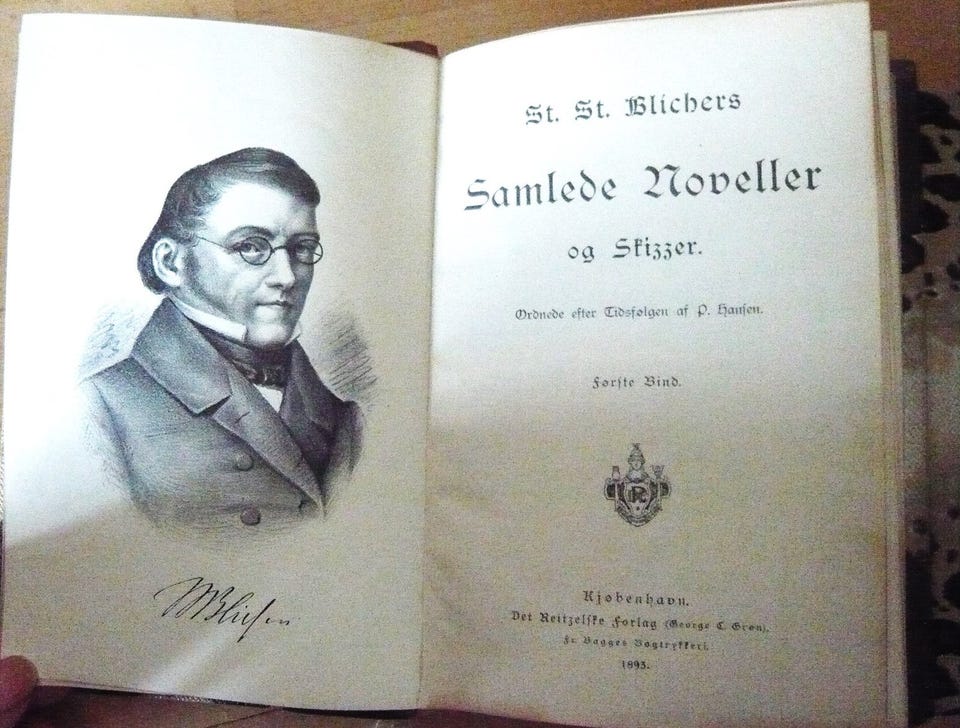 St. St. Blichers
Samlede Noveller
og Skizzer.
Ordnede efter Tidsfølgen af P. Hansen.
Første Bind.
Kjøbenhavn.
Det Reitzelske Forlag (George C. Grøn).
Fr. Bagges Bogtrykkeri.
1893.